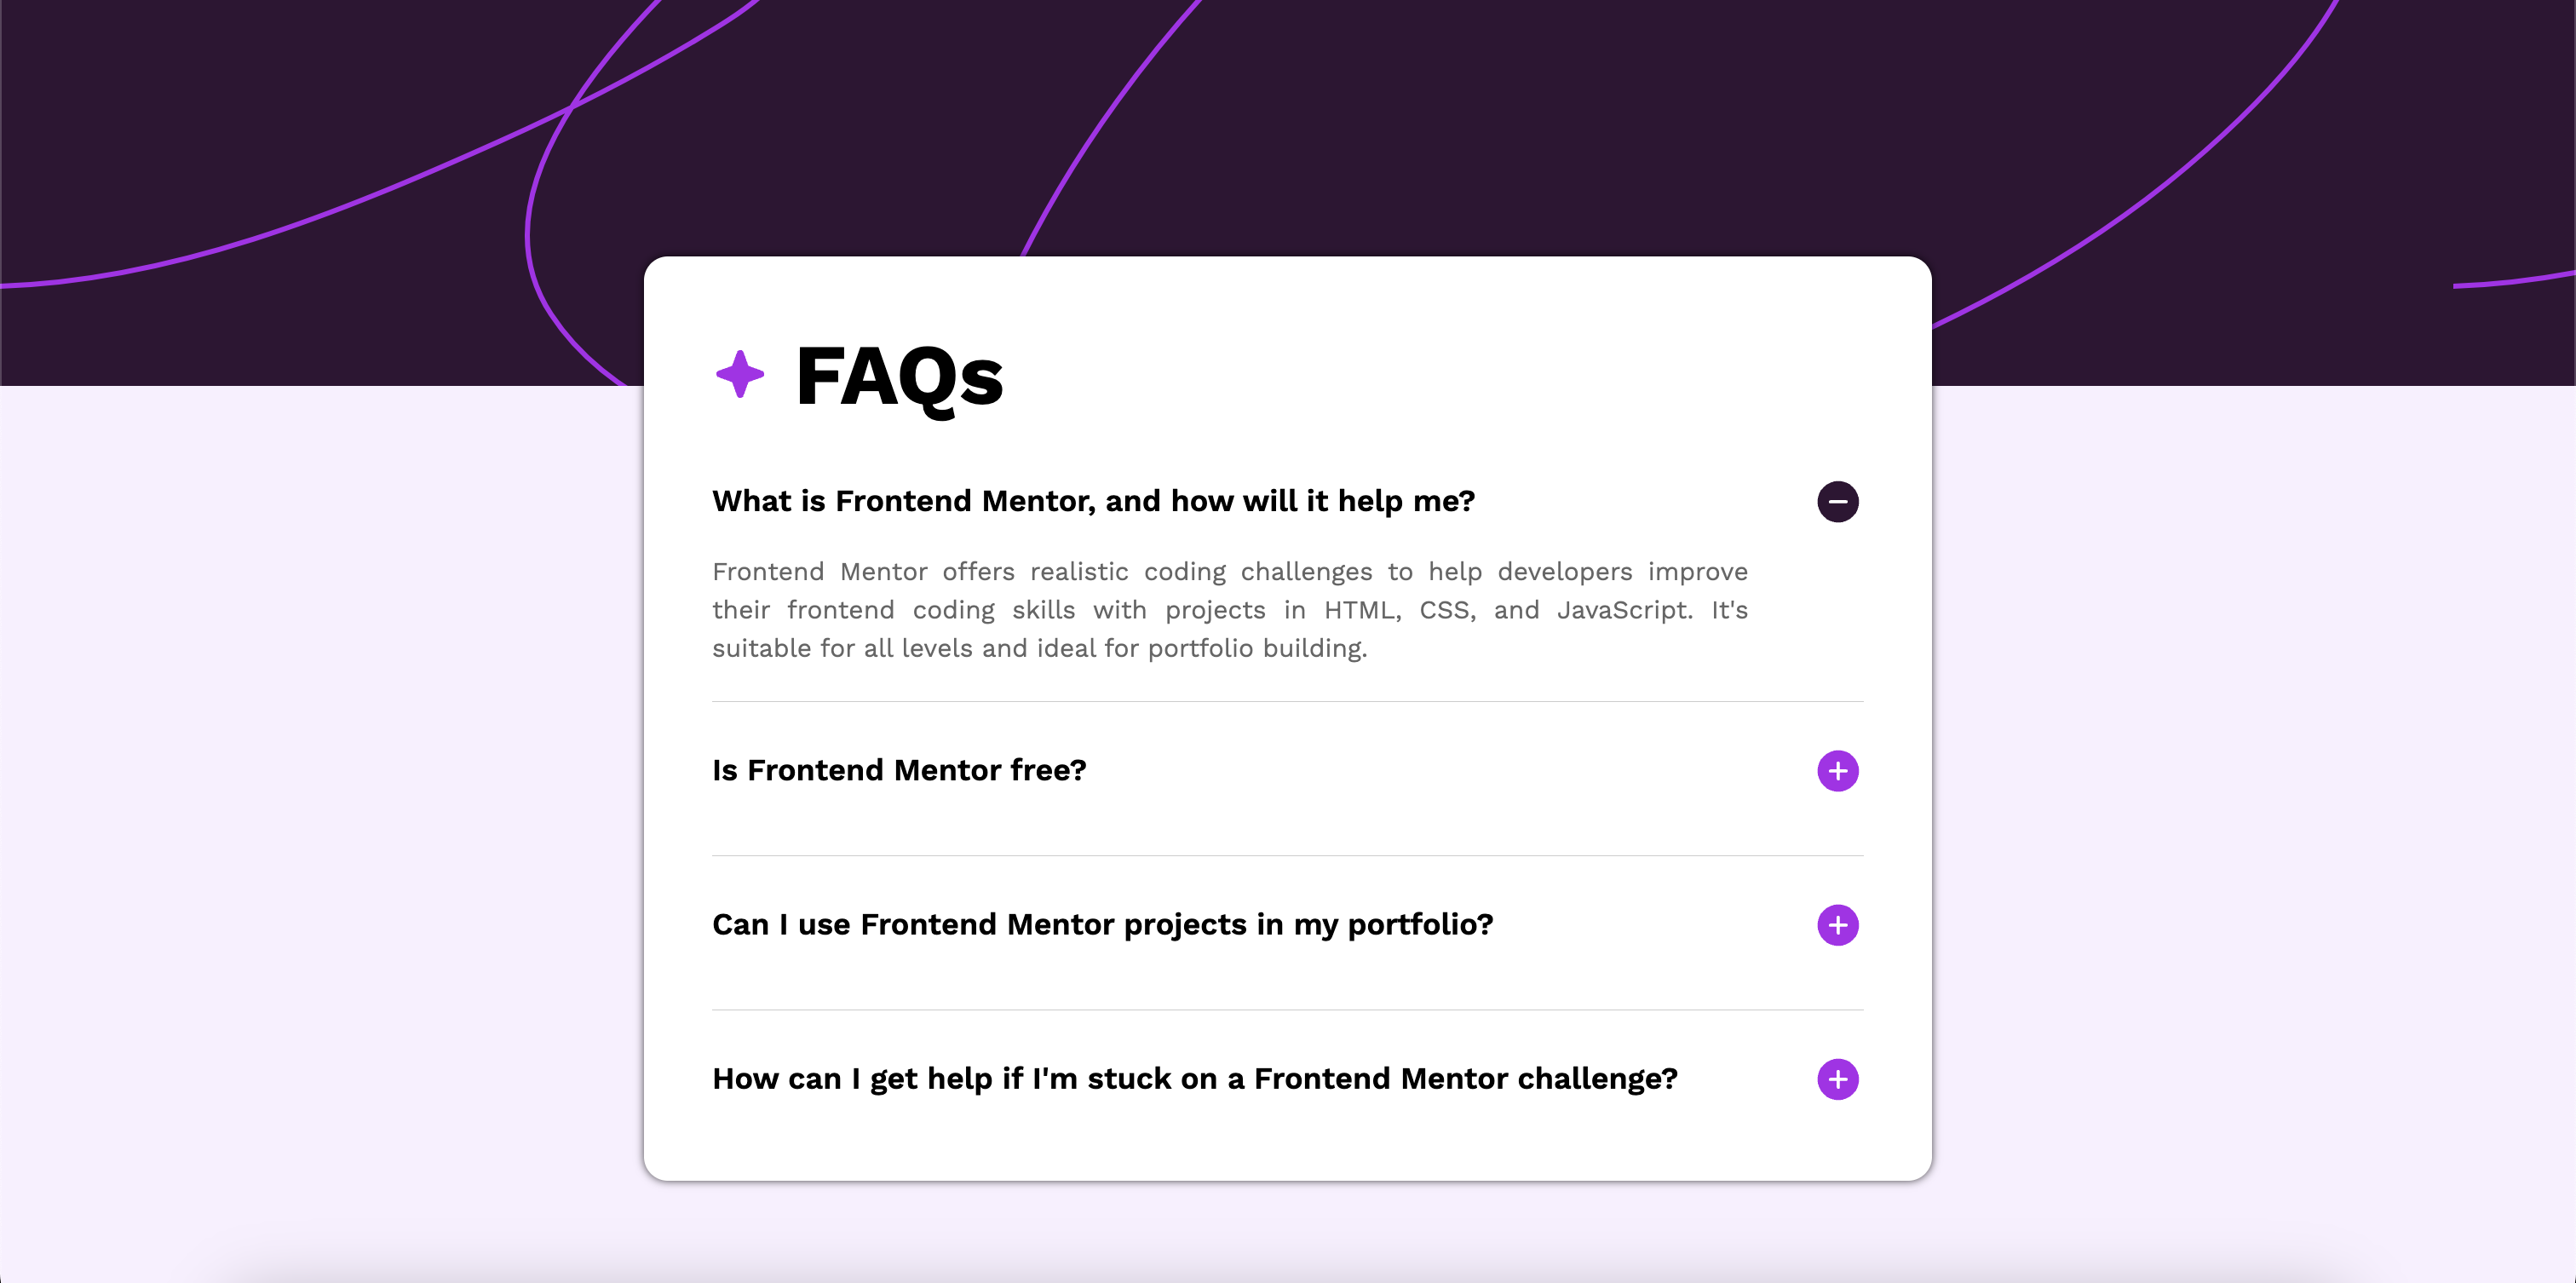 FAQs
What is Frontend Mentor, and how will it help me?
Frontend Mentor offers realistic coding challenges to help developers improve
their frontend coding skills with projects in HTML, CSS, and JavaScript. It's
suitable for all levels and ideal for portfolio building.
Is Frontend Mentor free?
Can I use Frontend Mentor projects in my portfolio?
How can I get help if I'm stuck on a Frontend Mentor challenge?